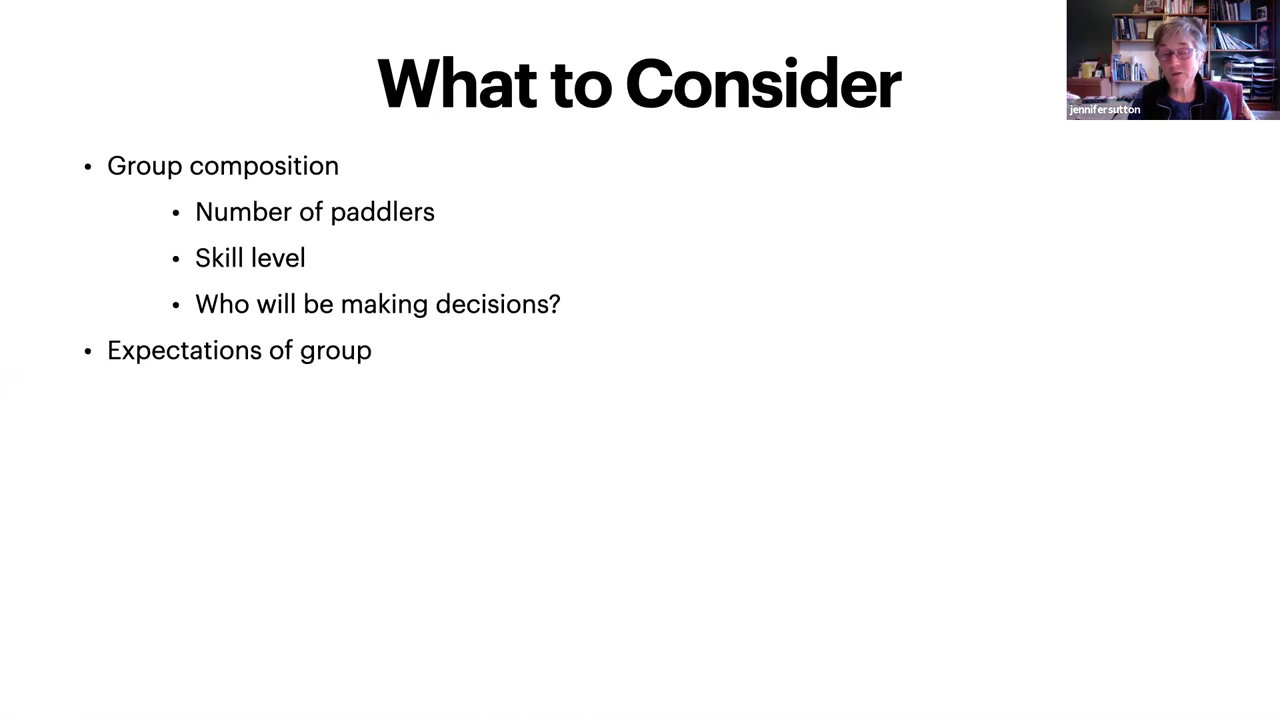 What to Consider
jennifersutton
• Group composition
• Number of paddlers
• Skill level
• Who will be making decisions?
• Expectations of group